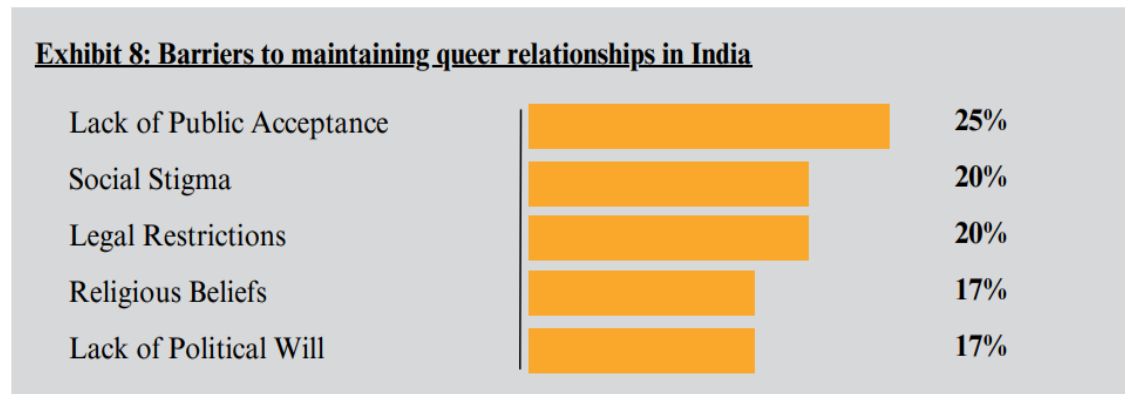 Exhibit 8: Barriers to maintaining queer relationships in India
Lack of Public Acceptance 25%
Social Stigma 20%
Legal Restrictions 20%
Religious Beliefs 17%
Lack of Political Will 17%